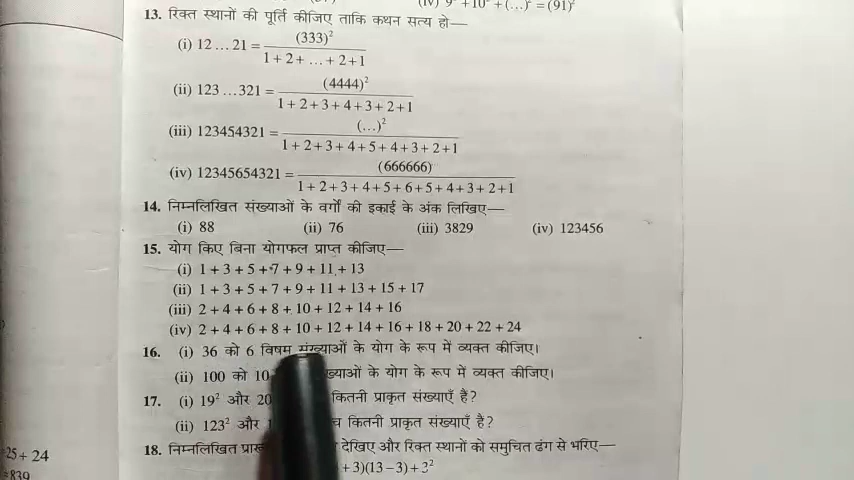 (iv) 9² + 10² + (...)² = (91)²
13. रिक्त स्थानों की पूर्ति कीजिए ताकि कथन सत्य हो—
(i) 12 ... 21 = (333)² / 1 + 2 + ... + 2 + 1
(ii) 123 ... 321 = (4444)² / 1 + 2 + 3 + 4 + 3 + 2 + 1
(iii) 123454321 = (...)² / 1 + 2 + 3 + 4 + 5 + 4 + 3 + 2 + 1
(iv) 12345654321 = (666666) / 1 + 2 + 3 + 4 + 5 + 6 + 5 + 4 + 3 + 2 + 1
14. निम्नलिखित संख्याओं के वर्गों की इकाई के अंक लिखिए—
(i) 88 (ii) 76 (iii) 3829 (iv) 123456
15. योग किए बिना योगफल प्राप्त कीजिए—
(i) 1 + 3 + 5 + 7 + 9 + 11 + 13
(ii) 1 + 3 + 5 + 7 + 9 + 11 + 13 + 15 + 17
(iii) 2 + 4 + 6 + 8 + 10 + 12 + 14 + 16
(iv) 2 + 4 + 6 + 8 + 10 + 12 + 14 + 16 + 18 + 20 + 22 + 24
16. (i) 36 को 6 विषम संख्याओं के योग के रूप में व्यक्त कीजिए।
(ii) 100 को 10 के योग के रूप में व्यक्त कीजिए।
17. (i) 19² और 20 कितनी प्राकृत संख्याएँ हैं?
(ii) 123² और कितनी प्राकृत संख्याएँ हैं?
18. निम्नलिखित देखिए और रिक्त स्थानों को समुचित ढंग से भरिए—
+ 3)(13 – 3) + 3²
25 + 24
= 839